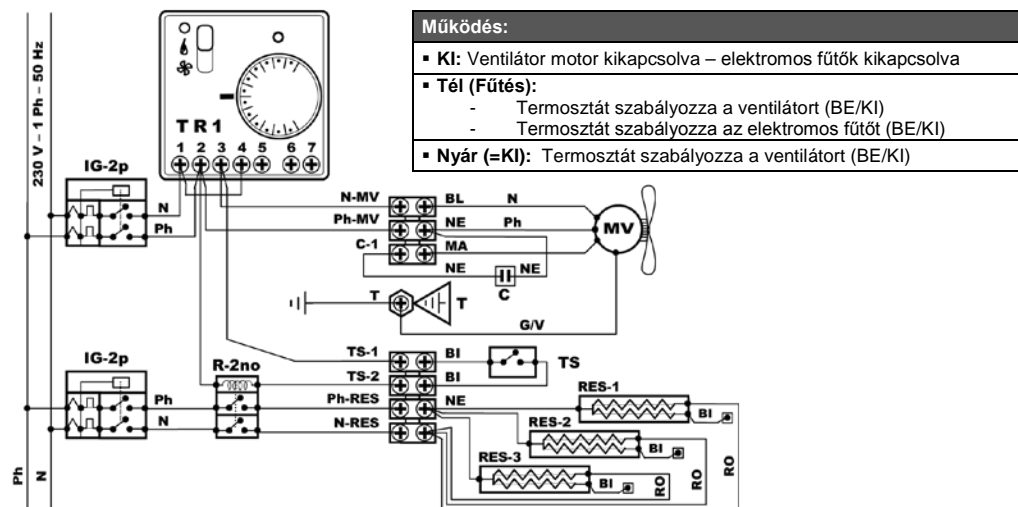 230 V – 1 Ph – 50 Hz
TR1
1 2 3 4 5 6 7
Működés:
▪ KI: Ventilátor motor kikapcsolva – elektromos fűtők kikapcsolva
▪ Tél (Fűtés):
- Termosztát szabályozza a ventilátort (BE/KI)
- Termosztát szabályozza az elektromos fűtőt (BE/KI)
▪ Nyár (=KI): Termosztát szabályozza a ventilátort (BE/KI)
IG-2p
N
Ph
N-MV BL N
Ph-MV NE Ph
MV
C-1 MA
NE NE
C
T T
G/V
IG-2p
R-2no
TS-1 BI
TS
TS-2 BI
Ph
Ph-RES NE
N
N-RES
RES-1
BI
RES-2
BI
RES-3
BI
RO
RO
RO
Ph
N